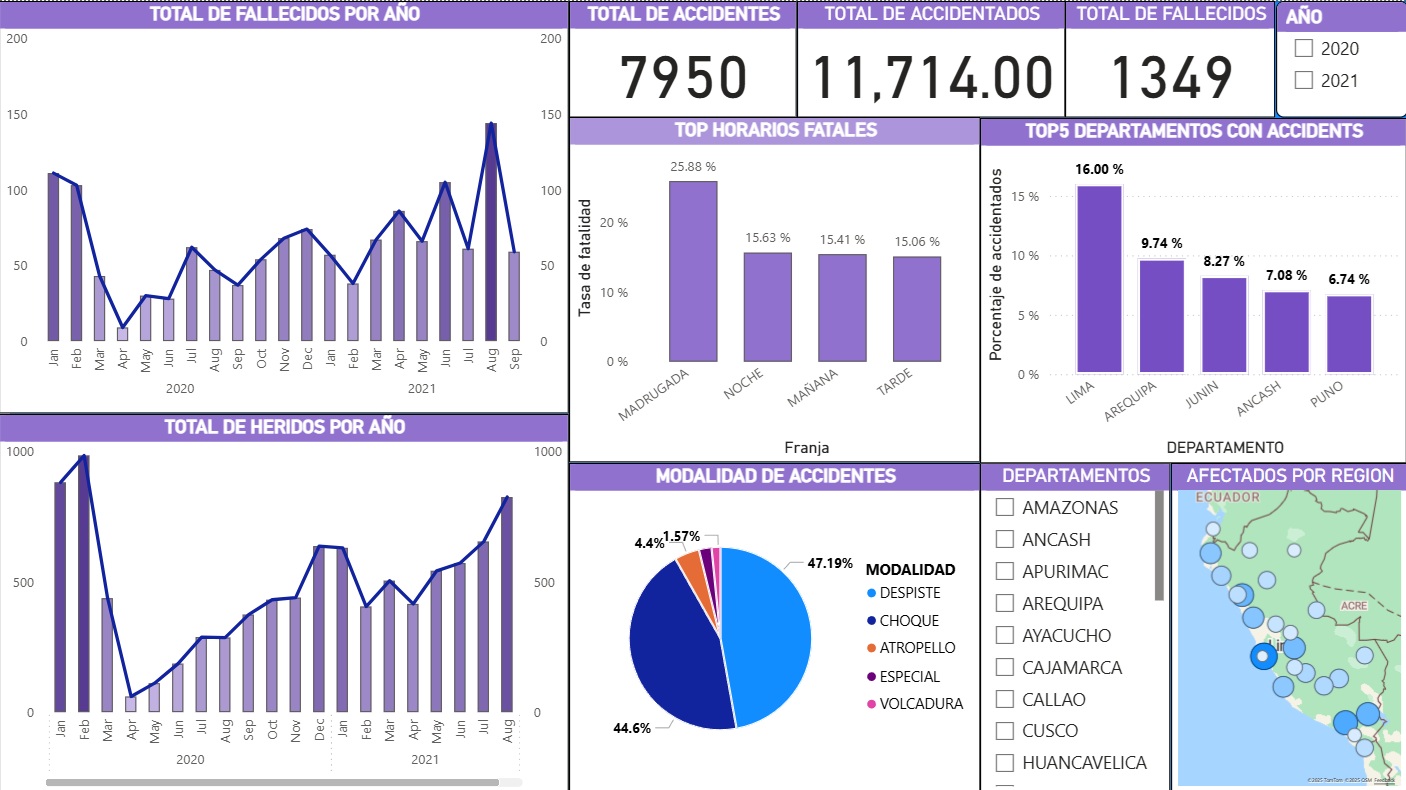 TOTAL DE FALLECIDOS POR AÑO
200
200
150
150
100
100
50
50
0
0
Jan
Feb
Mar
Apr
May
Jun
Jul
Aug
Sep
Oct
Nov
Dec
Jan
Feb
Mar
Apr
May
Jun
Jul
Aug
Sep
2020
2021
TOTAL DE HERIDOS POR AÑO
1000
1000
500
500
0
0
Jan
Feb
Mar
Apr
May
Jun
Jul
Aug
Sep
Oct
Nov
Dec
Jan
Feb
Mar
Apr
May
Jun
Jul
Aug
2020
2021
TOTAL DE ACCIDENTES
7950
TOTAL DE ACCIDENTADOS
11,714.00
TOTAL DE FALLECIDOS
1349
AÑO
2020
2021
TOP HORARIOS FATALES
Tasa de fatalidad
20 %
10 %
0 %
25.88 %
15.63 %
15.41 %
15.06 %
MADRUGADA
NOCHE
MAÑANA
TARDE
Franja
TOP5 DEPARTAMENTOS CON ACCIDENTS
Porcentaje de accidentados
15 %
10 %
5 %
0 %
16.00 %
9.74 %
8.27 %
7.08 %
6.74 %
LIMA
AREQUIPA
JUNIN
ANCASH
PUNO
DEPARTAMENTO
MODALIDAD DE ACCIDENTES
4.4%
1.57%
47.19%
44.6%
MODALIDAD
DESPISTE
CHOQUE
ATROPELLO
ESPECIAL
VOLCADURA
DEPARTAMENTOS
AMAZONAS
ANCASH
APURIMAC
AREQUIPA
AYACUCHO
CAJAMARCA
CALLAO
CUSCO
HUANCAVELICA
AFECTADOS POR REGION
ECUADOR
ACRE
©2025 TomTom ©2025 OSM Feedback